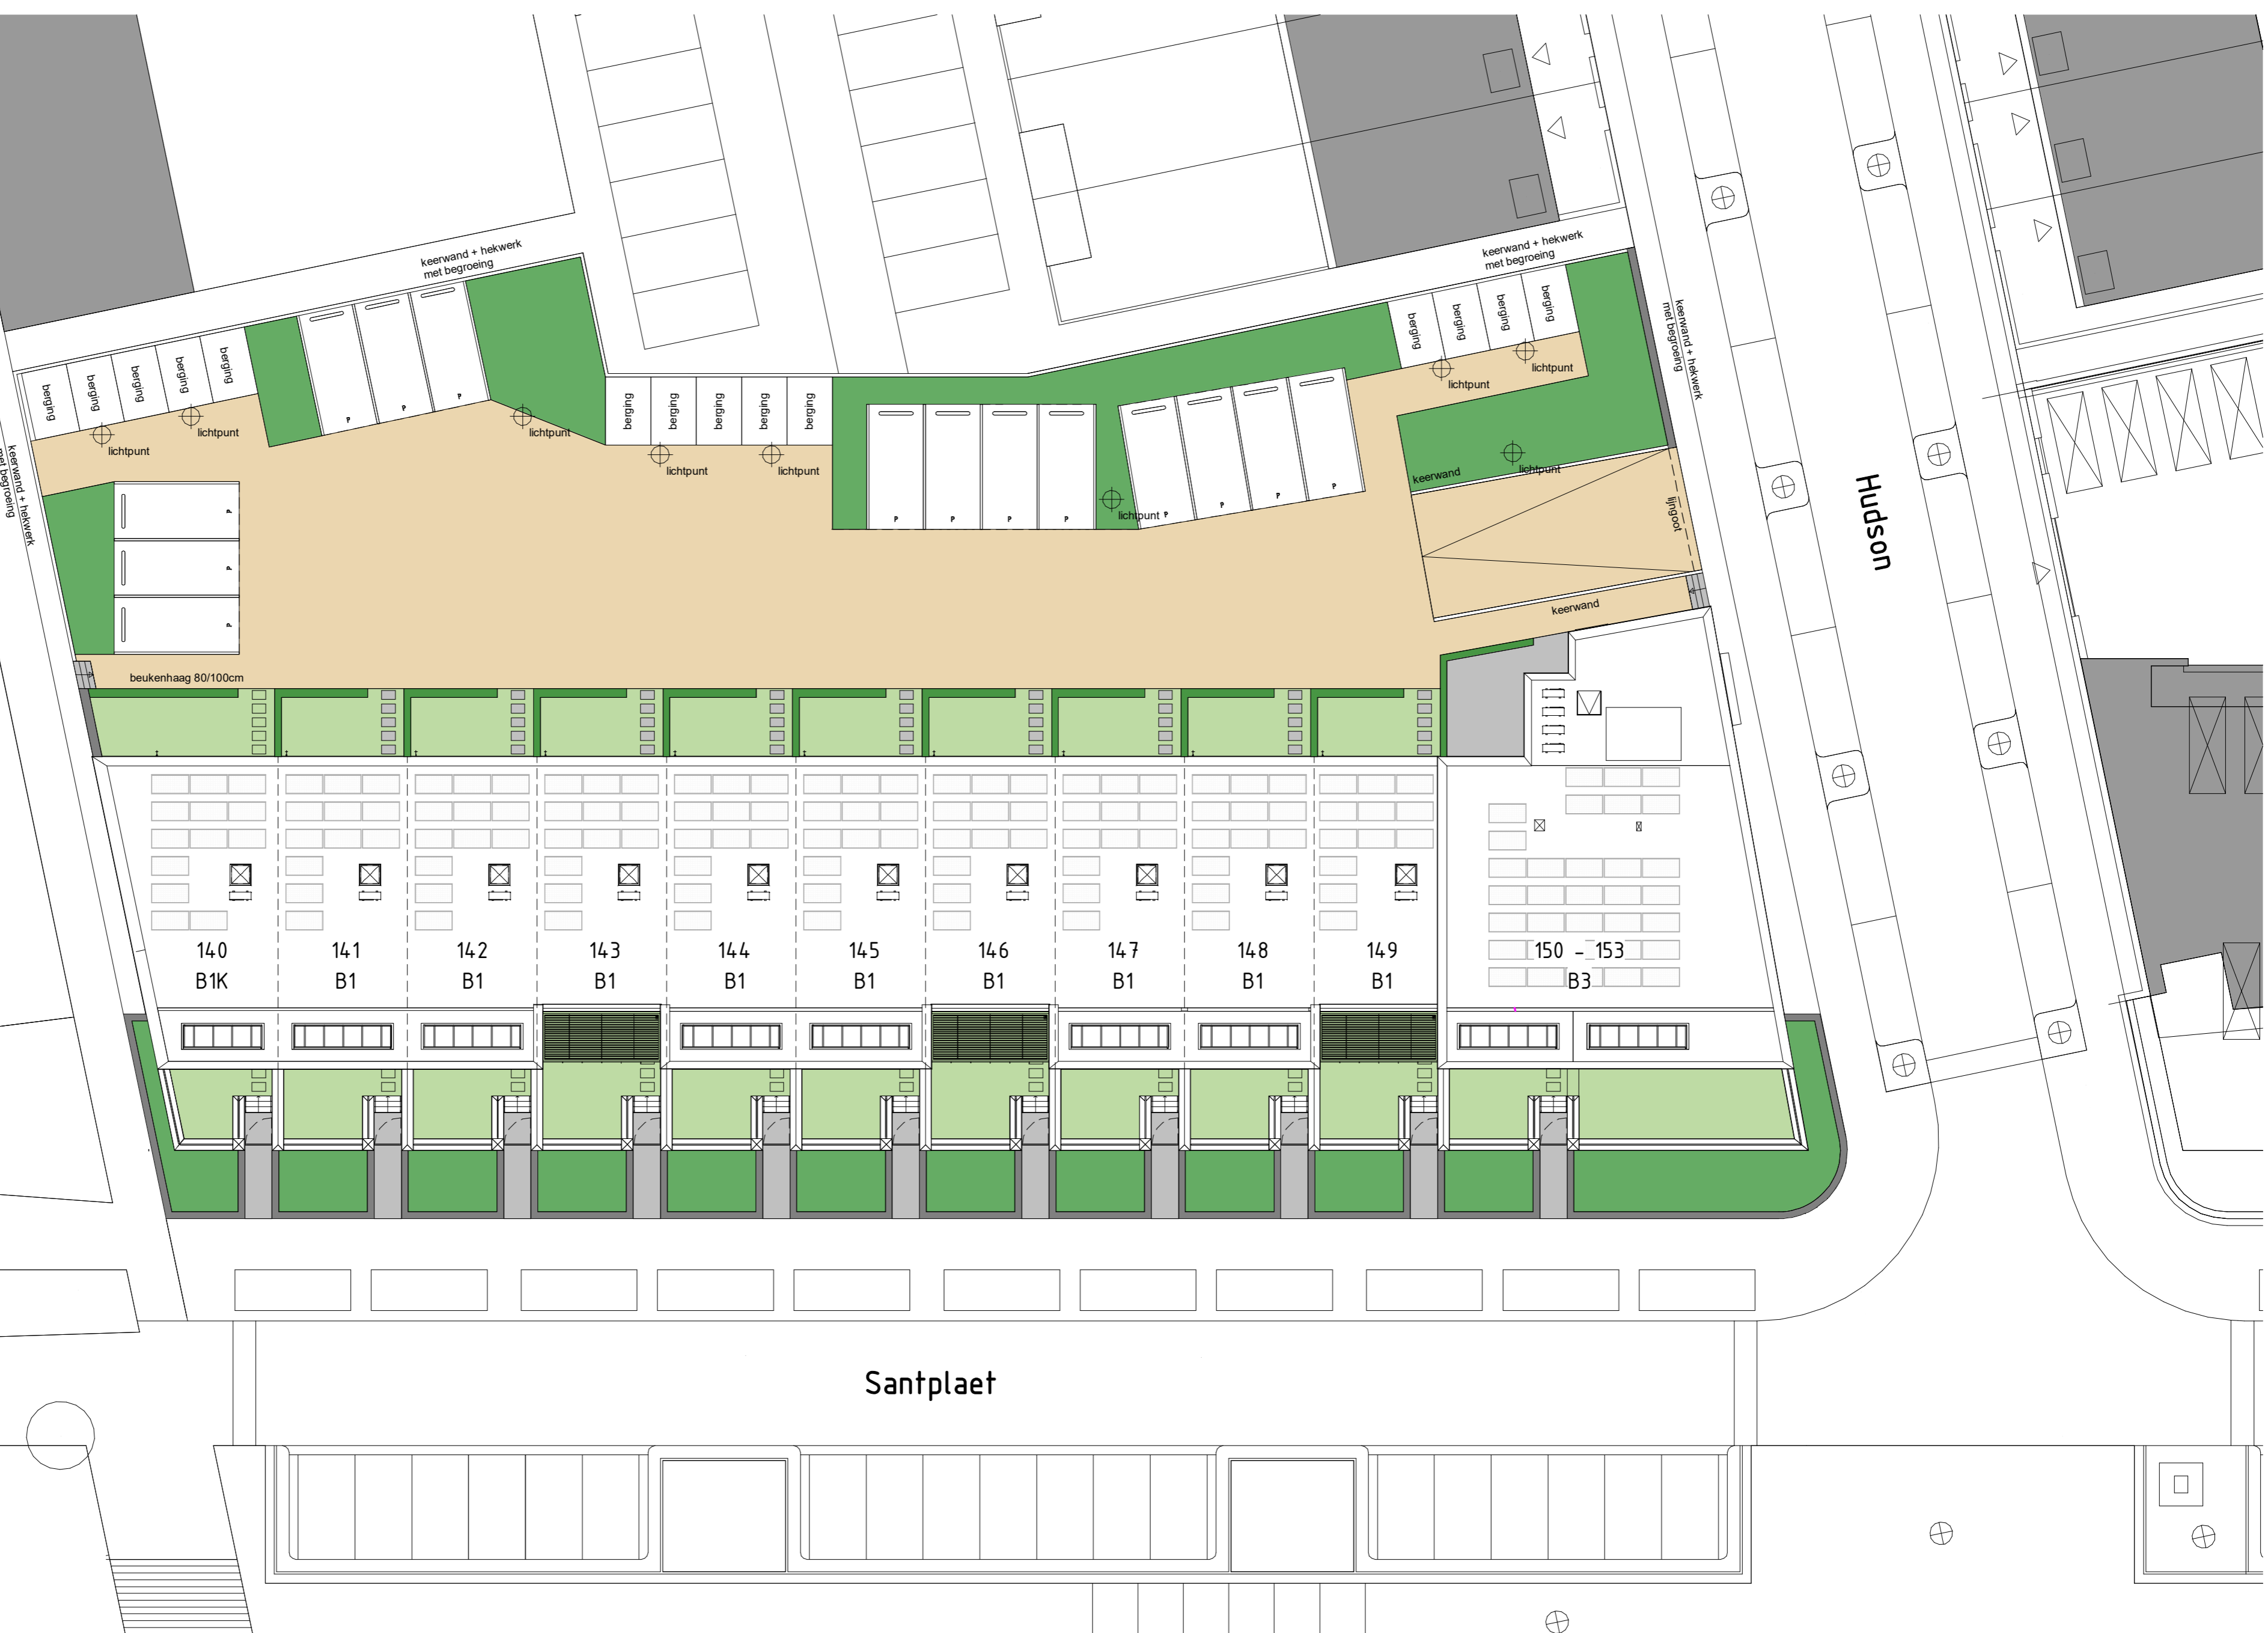 keerwand + hekwerk
met begroeing
keerwand + hekwerk
met begroeing
keerwand + hekwerk
met begroeing
keerwand + hekwerk
met begroeing
berging
berging
berging
berging
berging
berging
berging
berging
berging
berging
berging
berging
berging
berging
lichtpunt
lichtpunt
lichtpunt
lichtpunt
lichtpunt
lichtpunt
lichtpunt
lichtpunt
lichtpunt
P
P
P
P
P
P
P
P
P
P
P
P
P
P
keerwand
lijngoot
keerwand
Hudson
beukenhaag 80/100cm
140
B1K
141
B1
142
B1
143
B1
144
B1
145
B1
146
B1
147
B1
148
B1
149
B1
150 - 153
B3
Santplaet